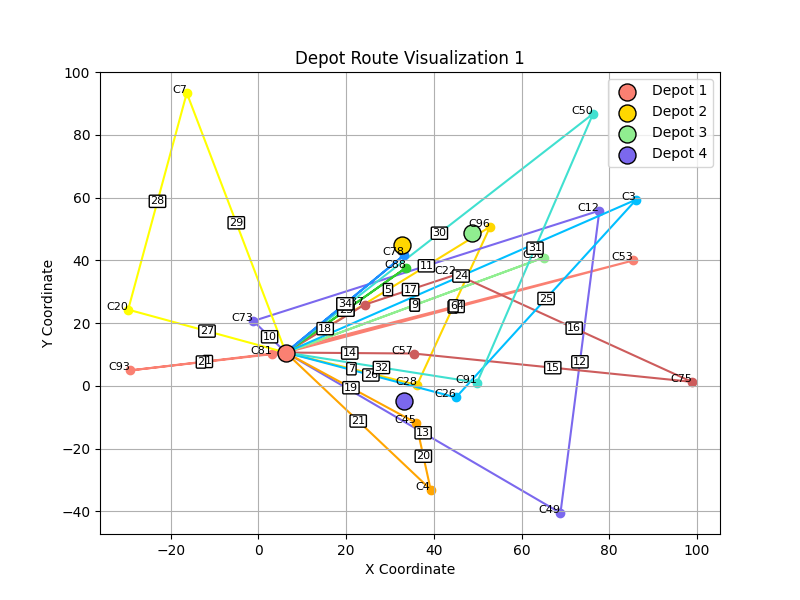 Depot Route Visualization 1
Depot 1
Depot 2
Depot 3
Depot 4
Y Coordinate
100
80
60
40
20
0
−20
−40
−20
0
20
40
60
80
100
X Coordinate
C7
C50
C3
C12
C96
C78
C88
C22
C53
C20
C73
C81
C93
C57
C28
C91
C26
C75
C45
C4
C49
28
29
30
31
11
24
5
17
34
9
25
18
16
27
10
14
7
32
15
12
19
21
13
20